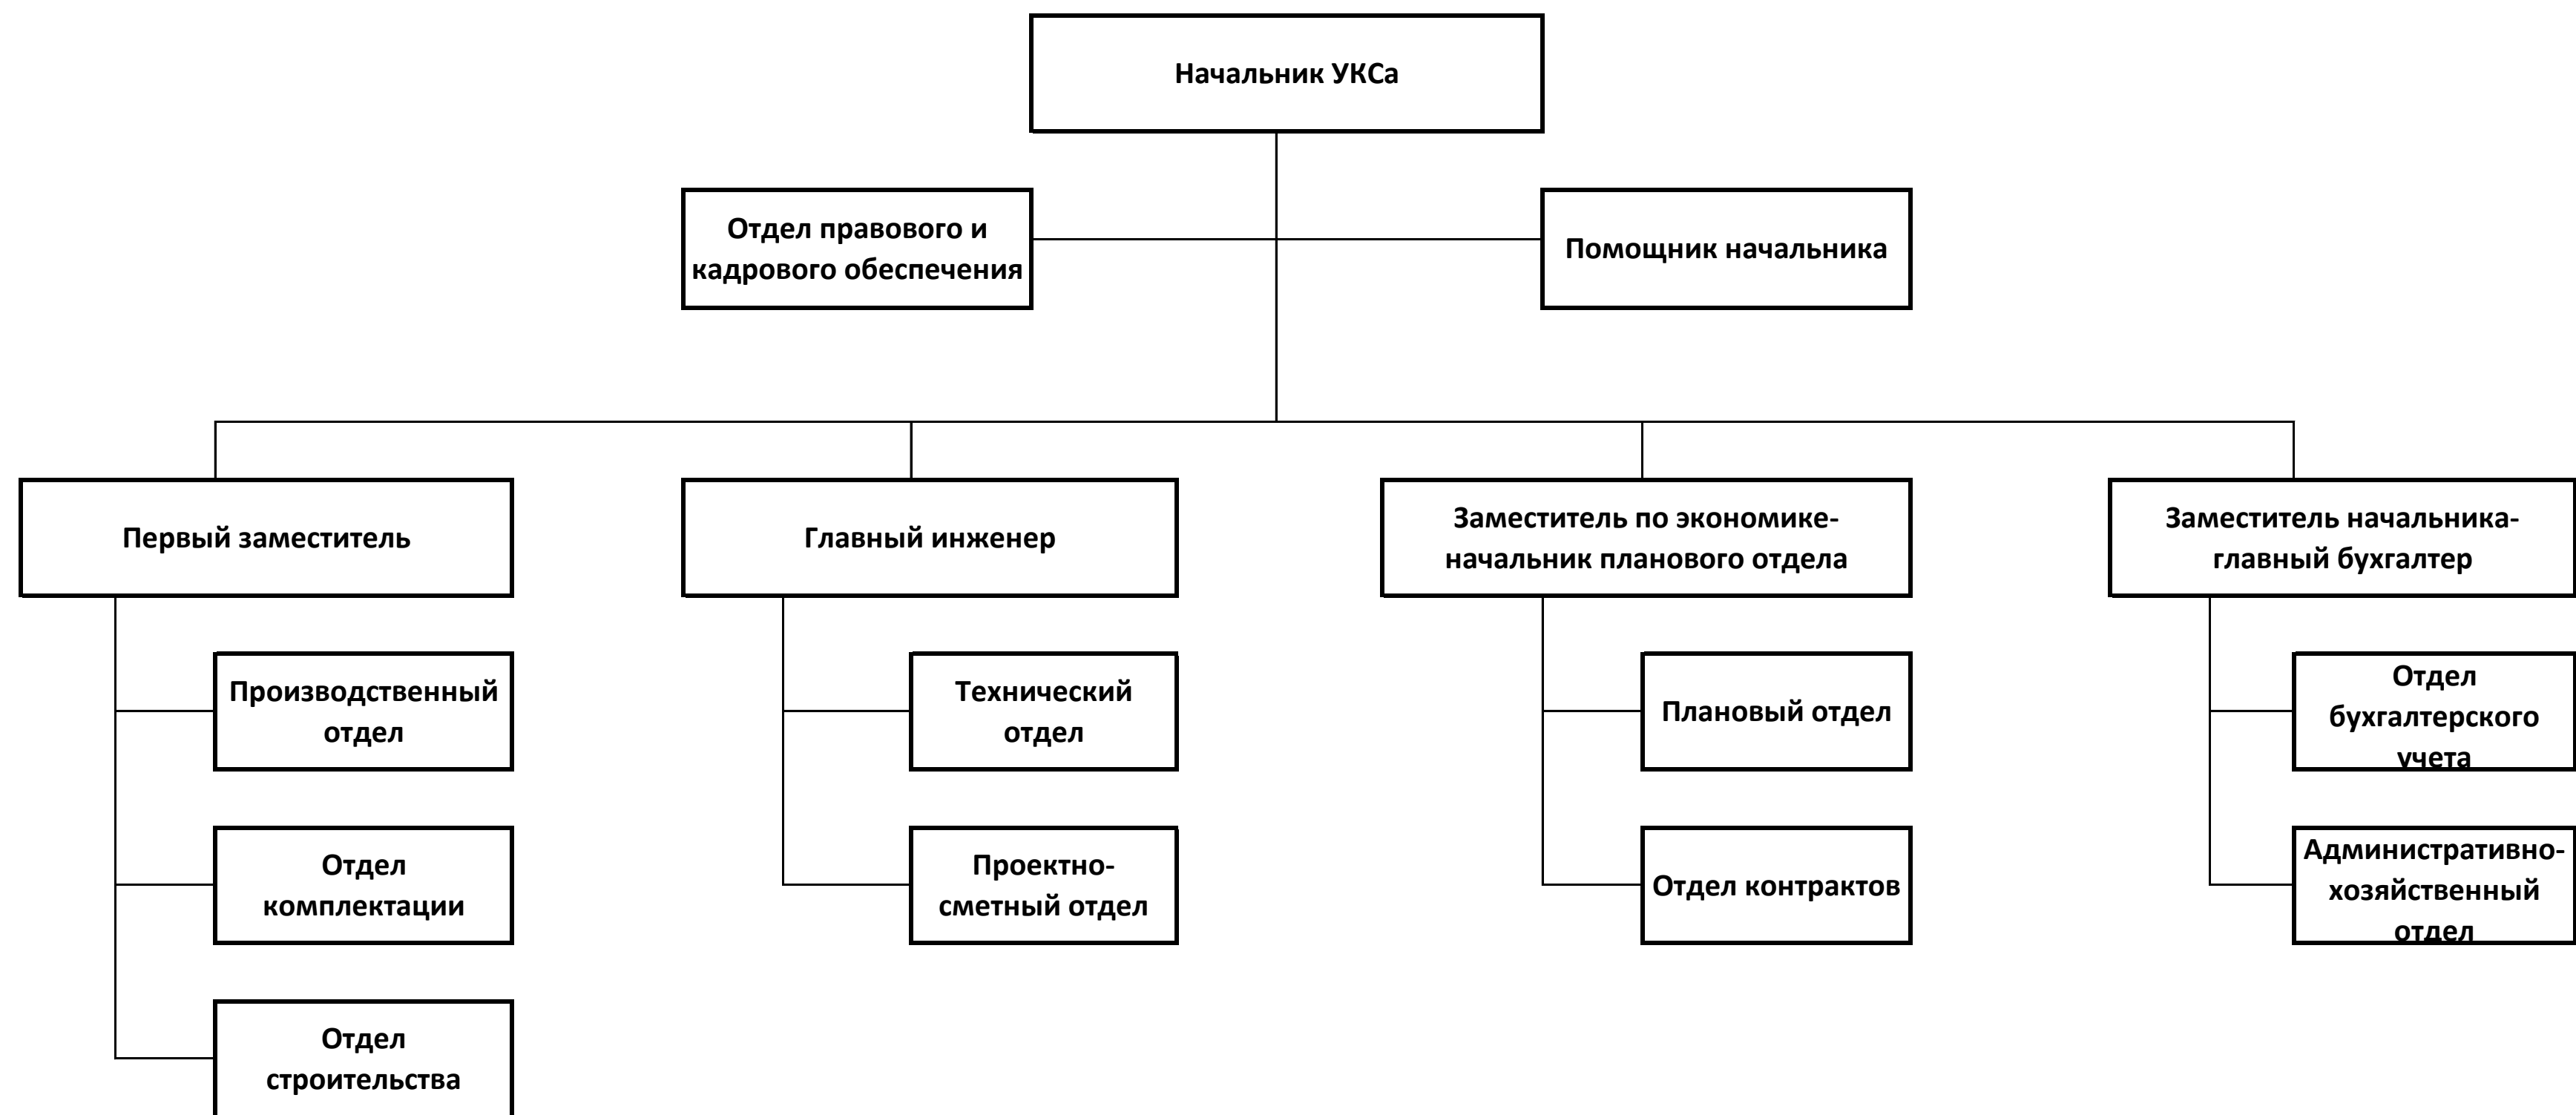 Начальник УКСа
Отдел правового и
кадрового обеспечения
Помощник начальника
Первый заместитель
Главный инженер
Заместитель по экономике-
начальник планового отдела
Заместитель начальника-
главный бухгалтер
Производственный
отдел
Технический
отдел
Плановый отдел
Отдел
бухгалтерского
учета
Отдел
комплектации
Проектно-
сметный отдел
Отдел контрактов
Административно-
хозяйственный
отдел
Отдел
строительства